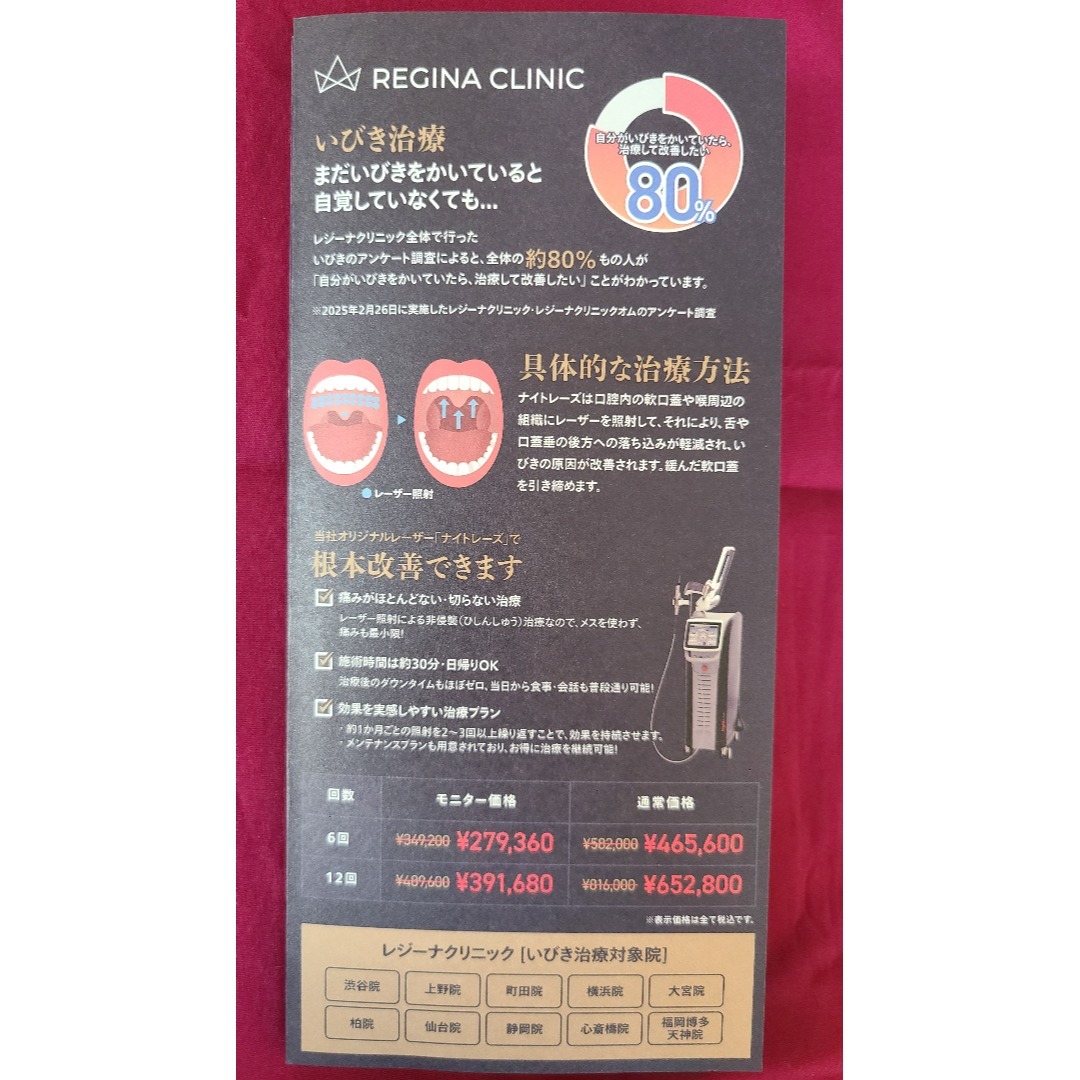 REGINA CLINIC
いびき治療
まだいびきをかいていると
自覚していなくても...
自分がいびきをかいていたら、
治療して改善したい
80%
レジーナクリニック全体で行った
いびきのアンケート調査によると、全体の約80%もの人が
「自分がいびきをかいていたら、治療して改善したい」ことがわかっています。
※2025年2月26日に実施したレジーナクリニック・レジーナクリニックオムのアンケート調査
レーザー照射
具体的な治療方法
ナイトレーズは口腔内の軟口蓋や喉周辺の
組織にレーザーを照射して、それにより、舌や
口蓋垂の後方への落ち込みが軽減され、い
びきの原因が改善されます。緩んだ軟口蓋
を引き締めます。
当社オリジナルレーザー「ナイトレーズ」で
根本改善できます
痛みがほとんどない・切らない治療
レーザー照射による非侵襲(ひしんしゅう)治療なので、メスを使わず、
痛みも最小限!
施術時間は約30分・日帰りOK
治療後のダウンタイムもほぼゼロ、当日から食事・会話も普段通り可能!
効果を実感しやすい治療プラン
・約1か月ごとの照射を2〜3回以上繰り返すことで、効果を持続させます。
・メンテナンスプランも用意されており、お得に治療を継続可能!
回数 モニター価格 通常価格
6回 ¥349,200 ¥279,360 ¥582,000 ¥465,600
12回 ¥489,600 ¥391,680 ¥816,000 ¥652,800
※表示価格は全て税込です。
レジーナクリニック [いびき治療対象院]
渋谷院 上野院 町田院 横浜院 大宮院
柏院 仙台院 静岡院 心斎橋院 福岡博多
天神院